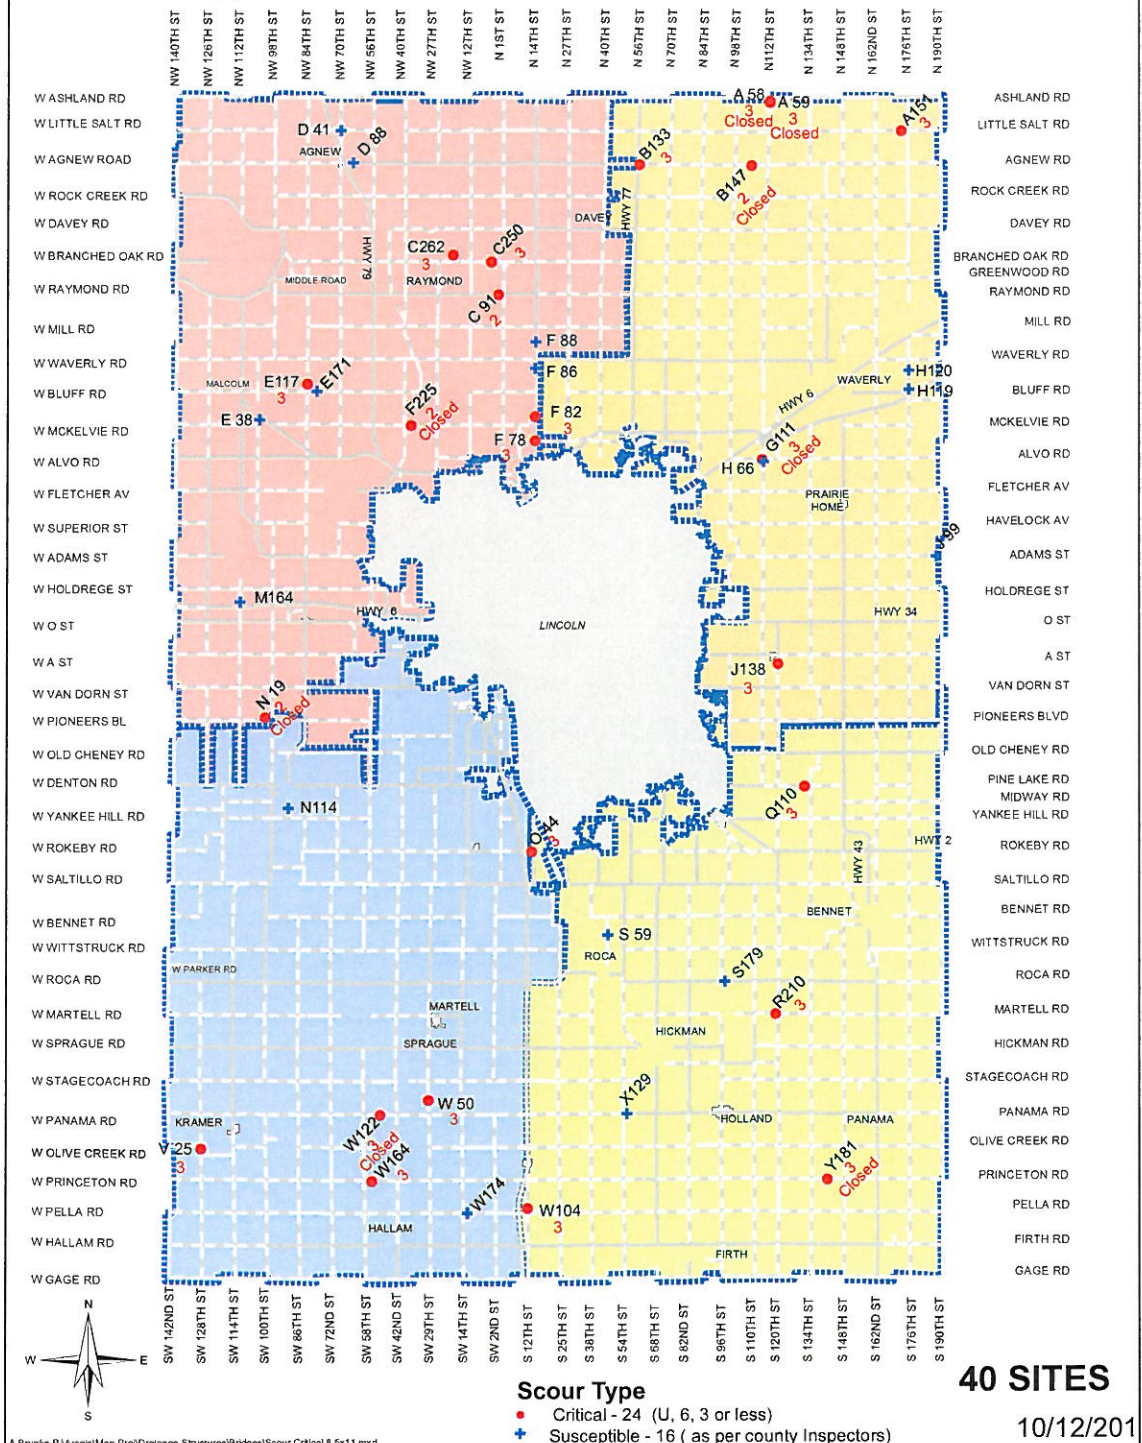 NW 140TH ST
NW 126TH ST
NW 112TH ST
NW 98TH ST
NW 84TH ST
NW 70TH ST
NW 56TH ST
NW 40TH ST
NW 27TH ST
NW 12TH ST
N 1ST ST
N 14TH ST
N 27TH ST
N 40TH ST
N 56TH ST
N 70TH ST
N 84TH ST
N 98TH ST
N 112TH ST
N 134TH ST
N 148TH ST
N 162ND ST
N 176TH ST
N 190TH ST
W ASHLAND RD
W LITTLE SALT RD
W AGNEW ROAD
W ROCK CREEK RD
W DAVEY RD
W BRANCHED OAK RD
W RAYMOND RD
W MILL RD
W WAVERLY RD
W BLUFF RD
W MCKELVIE RD
W ALVO RD
W FLETCHER AV
W SUPERIOR ST
W ADAMS ST
W HOLDREGE ST
W O ST
W A ST
W VAN DORN ST
W PIONEERS BL
W OLD CHENEY RD
W DENTON RD
W YANKEE HILL RD
W ROKEBY RD
W SALTILLO RD
W BENNET RD
W WITTSTRUCK RD
W ROCA RD
W MARTELL RD
W SPRAGUE RD
W STAGECOACH RD
W PANAMA RD
W OLIVE CREEK RD
W PRINCETON RD
W PELLA RD
W HALLAM RD
W GAGE RD
A 58
3
Closed
A 59
3
Closed
A151
3
D 41
AGNEW
D 88
B133
3
B147
2
Closed
HWY 77
DAVEY
HWY 79
C262
3
C250
3
MIDDLE ROAD
RAYMOND
C 91
2
F 88
F 86
MALCOLM
E117
3
E171
E 38
F225
2
Closed
F 82
3
F 78
3
WAVERLY
H120
H119
HWY 6
G111
3
Closed
H 66
PRAIRIE
HOME
J 99
M164
HWY 6
HWY 34
LINCOLN
J138
3
N 19
2
Closed
N114
Q110
3
O 44
3
HWY 2
HWY 43
BENNET
S 59
ROCA
S179
W PARKER RD
R210
3
MARTELL
SPRAGUE
HICKMAN
X129
HOLLAND
PANAMA
W 50
3
KRAMER
W122
3
Closed
V 25
3
W164
3
Y181
3
Closed
W174
W104
3
HALLAM
FIRTH
ASHLAND RD
LITTLE SALT RD
AGNEW RD
ROCK CREEK RD
DAVEY RD
BRANCHED OAK RD
GREENWOOD RD
RAYMOND RD
MILL RD
WAVERLY RD
BLUFF RD
MCKELVIE RD
ALVO RD
FLETCHER AV
HAVELOCK AV
ADAMS ST
HOLDREGE ST
O ST
A ST
VAN DORN ST
PIONEERS BLVD
OLD CHENEY RD
PINE LAKE RD
MIDWAY RD
YANKEE HILL RD
ROKEBY RD
SALTILLO RD
BENNET RD
WITTSTRUCK RD
ROCA RD
MARTELL RD
HICKMAN RD
STAGECOACH RD
PANAMA RD
OLIVE CREEK RD
PRINCETON RD
PELLA RD
FIRTH RD
GAGE RD
SW 142ND ST
SW 128TH ST
SW 114TH ST
SW 100TH ST
SW 86TH ST
SW 72ND ST
SW 58TH ST
SW 42ND ST
SW 29TH ST
SW 14TH ST
SW 2ND ST
S 12TH ST
S 25TH ST
S 38TH ST
S 54TH ST
S 68TH ST
S 82ND ST
S 96TH ST
S 110TH ST
S 120TH ST
S 134TH ST
S 148TH ST
S 162ND ST
S 176TH ST
S 190TH ST
N
W
E
S
40 SITES
Scour Type
Critical - 24 (U, 6, 3 or less)
Susceptible - 16 ( as per county Inspectors)
10/12/201